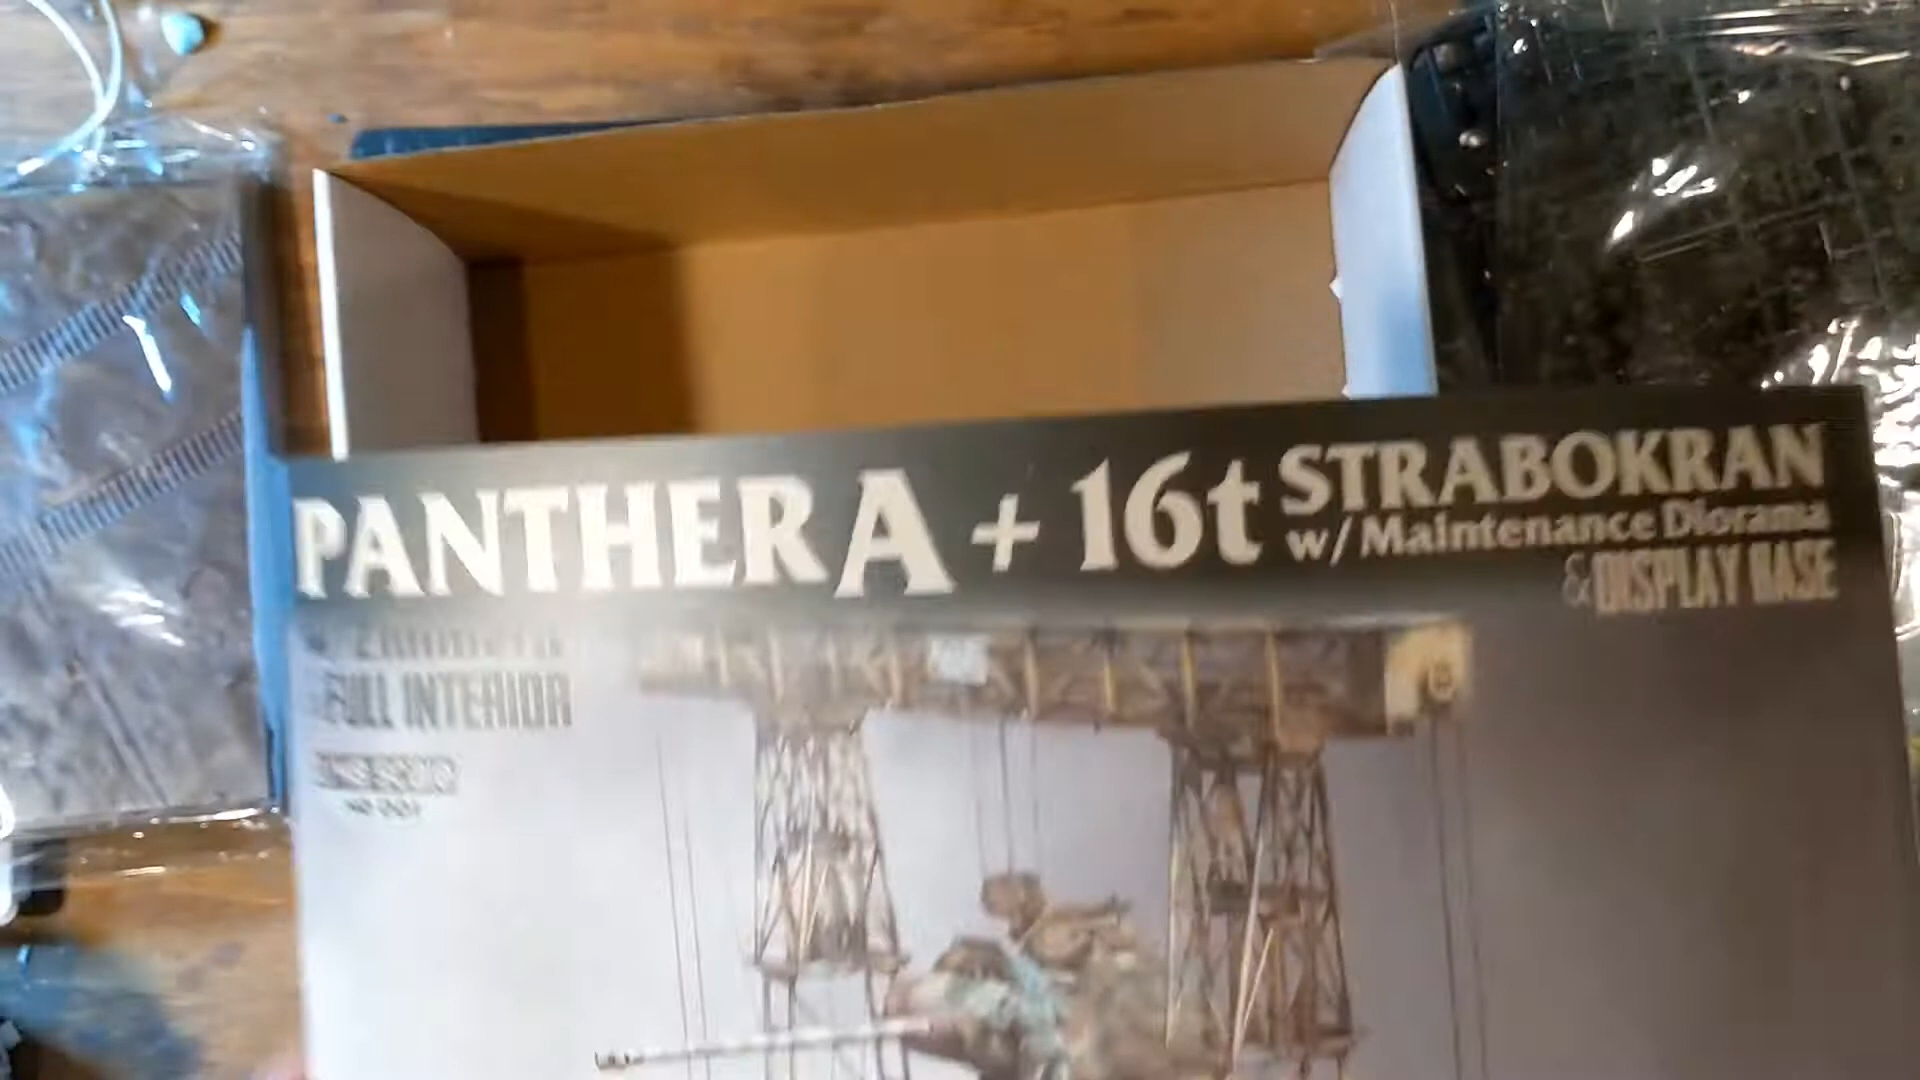 PANTHER A + 16t STRABOKRAN
w/Maintenance Diorama
& DISPLAY BASE
FULL INTERIOR